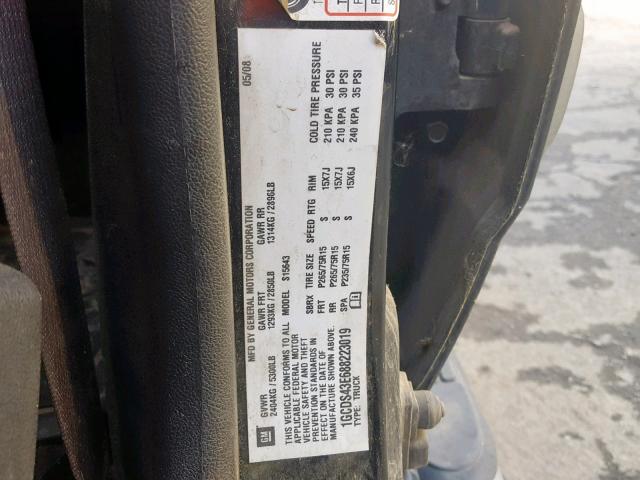 MFD BY GENERAL MOTORS CORPORATION 05/08
GVWR GAWR FRT GAWR RR
2404KG / 5300LB 1293KG / 2850LB 1314KG / 2896LB
THIS VEHICLE CONFORMS TO ALL MODEL S15643
APPLICABLE FEDERAL MOTOR
VEHICLE SAFETY AND THEFT
PREVENTION STANDARDS IN
EFFECT ON THE DATE OF
MANUFACTURE SHOWN ABOVE.
1GCDS43E688223019
TYPE: TRUCK
SBRX TIRE SIZE SPEED RTG RIM COLD TIRE PRESSURE
FRT P265/75R15 S 15X7J 210 KPA 30 PSI
RR P265/75R15 S 15X7J 210 KPA 30 PSI
SPA P235/75R15 S 15X6J 240 KPA 35 PSI
GM